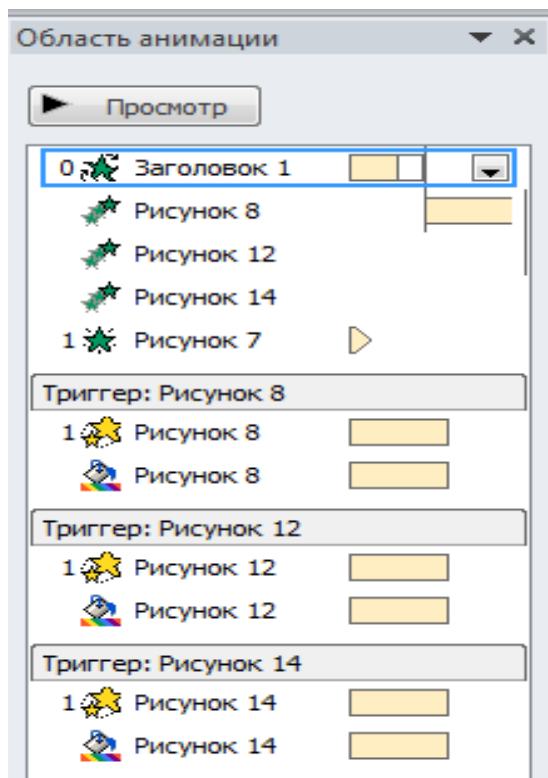 Область анимации
Просмотр
0 Заголовок 1
Рисунок 8
Рисунок 12
Рисунок 14
1 Рисунок 7
Триггер: Рисунок 8
1 Рисунок 8
Рисунок 8
Триггер: Рисунок 12
1 Рисунок 12
Рисунок 12
Триггер: Рисунок 14
1 Рисунок 14
Рисунок 14